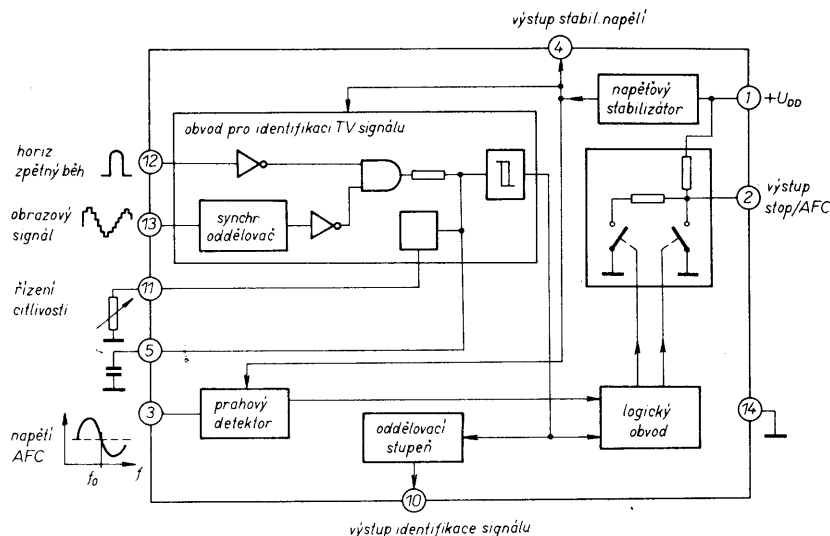 výstup stabil. napětí
4
napěťový
stabilizátor
1
+UDD
obvod pro identifikaci TV signálu
horiz.
zpětný běh
12
obrazový
signál
13
synchr.
oddělovač
2
výstup
stop/AFC
řízení
citlivosti
11
5
napětí
AFC
f0
f
3
prahový
detektor
oddělovací
stupeň
logický
obvod
14
10
výstup identifikace signálu